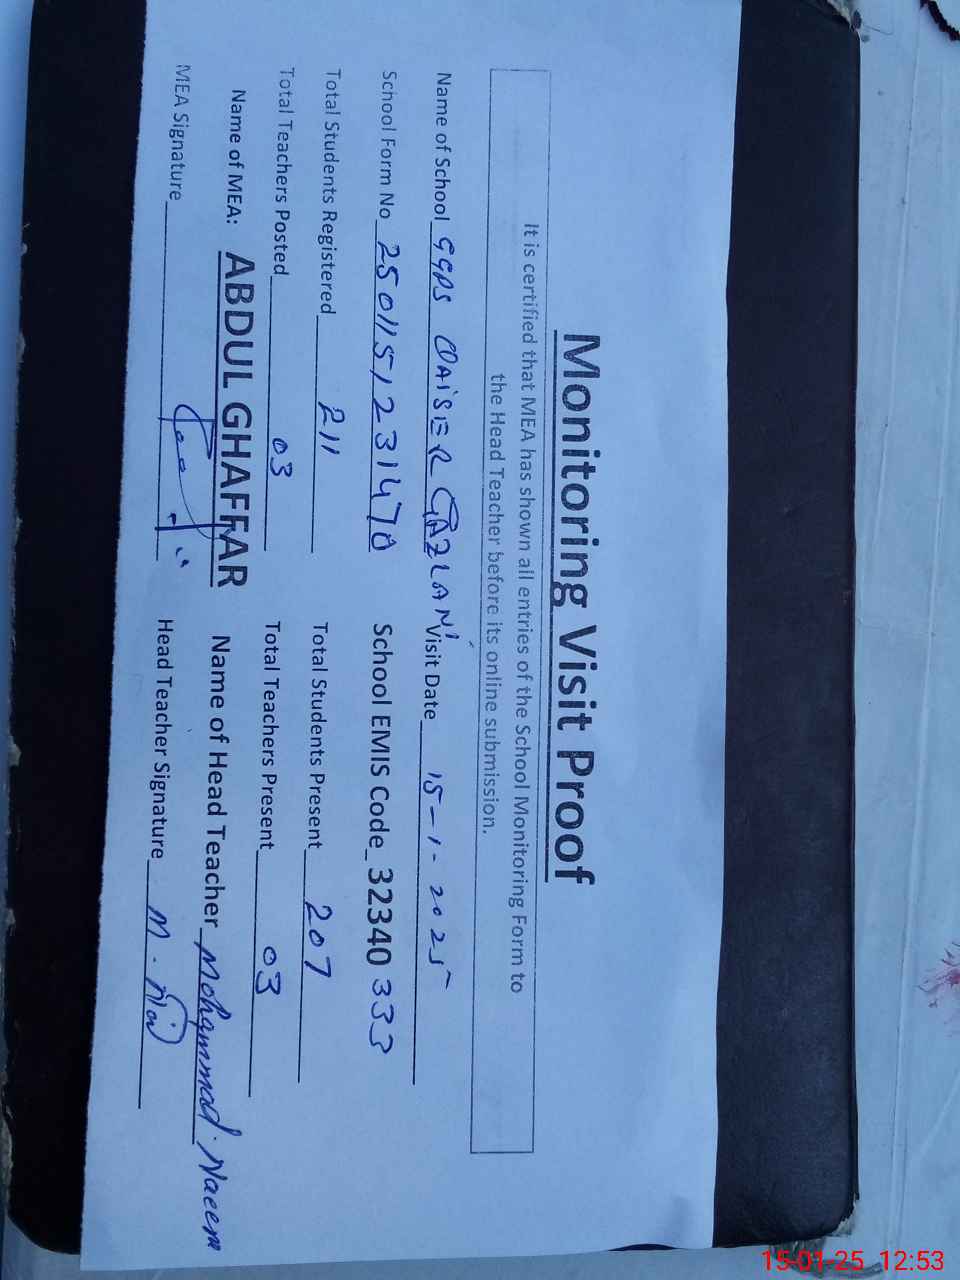 Monitoring Visit Proof
It is certified that MEA has shown all entries of the School Monitoring Form to
the Head Teacher before its online submission.
Name of School GGPS QAISER GAZLANI Visit Date 15-1-2025
School Form No 250115,231470 School EMIS Code_32340 333
Total Students Registered 211 Total Students Present 207
Total Teachers Posted 03 Total Teachers Present 03
Name of MEA: ABDUL GHAFFAR Name of Head Teacher Mohammad Naeem
MEA Signature Head Teacher Signature
15-01-25 12:53